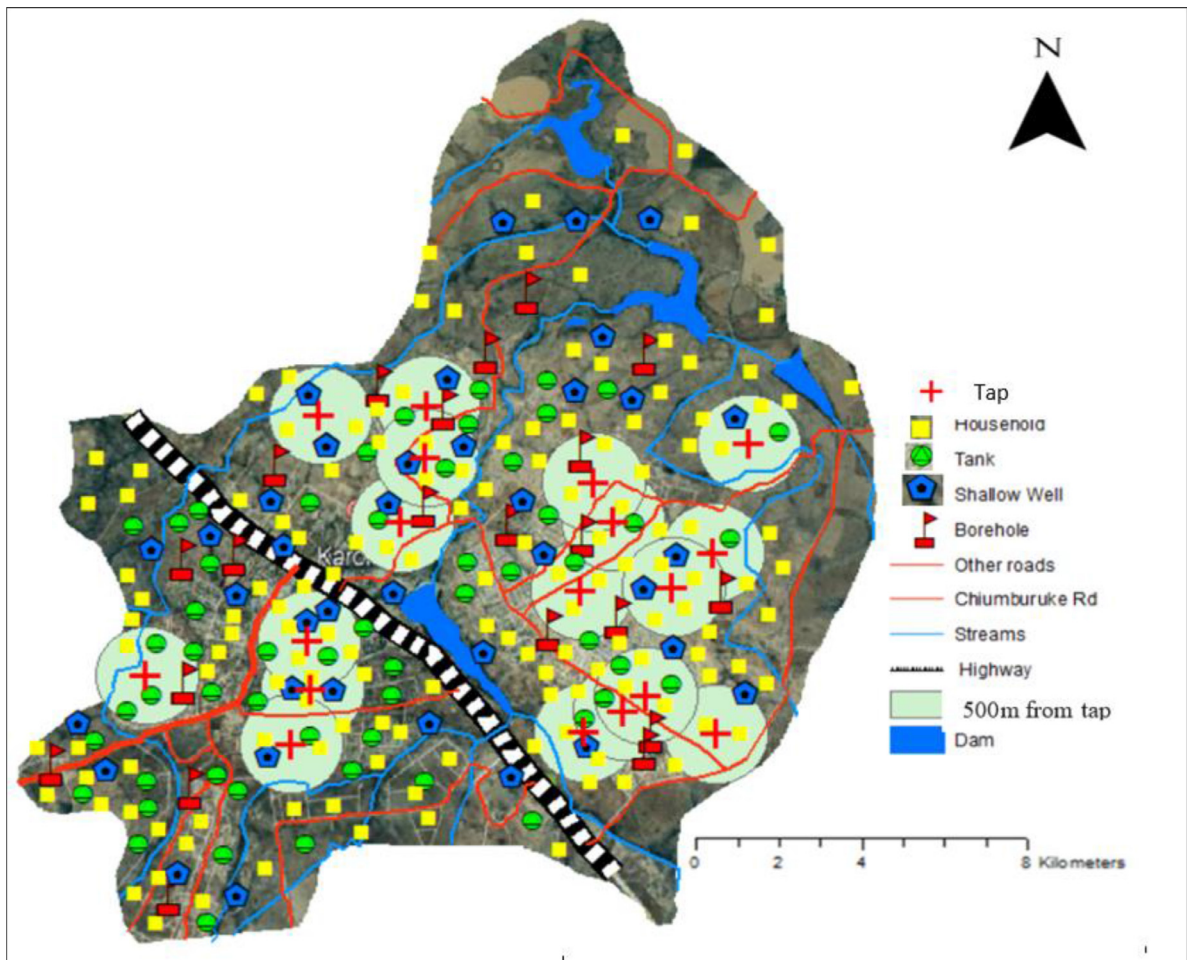 N
Tap
Household
Tank
Shallow Well
Borehole
Other roads
Chiumburuke Rd
Streams
Highway
500m from tap
Dam
0 2 4 8 Kilometers